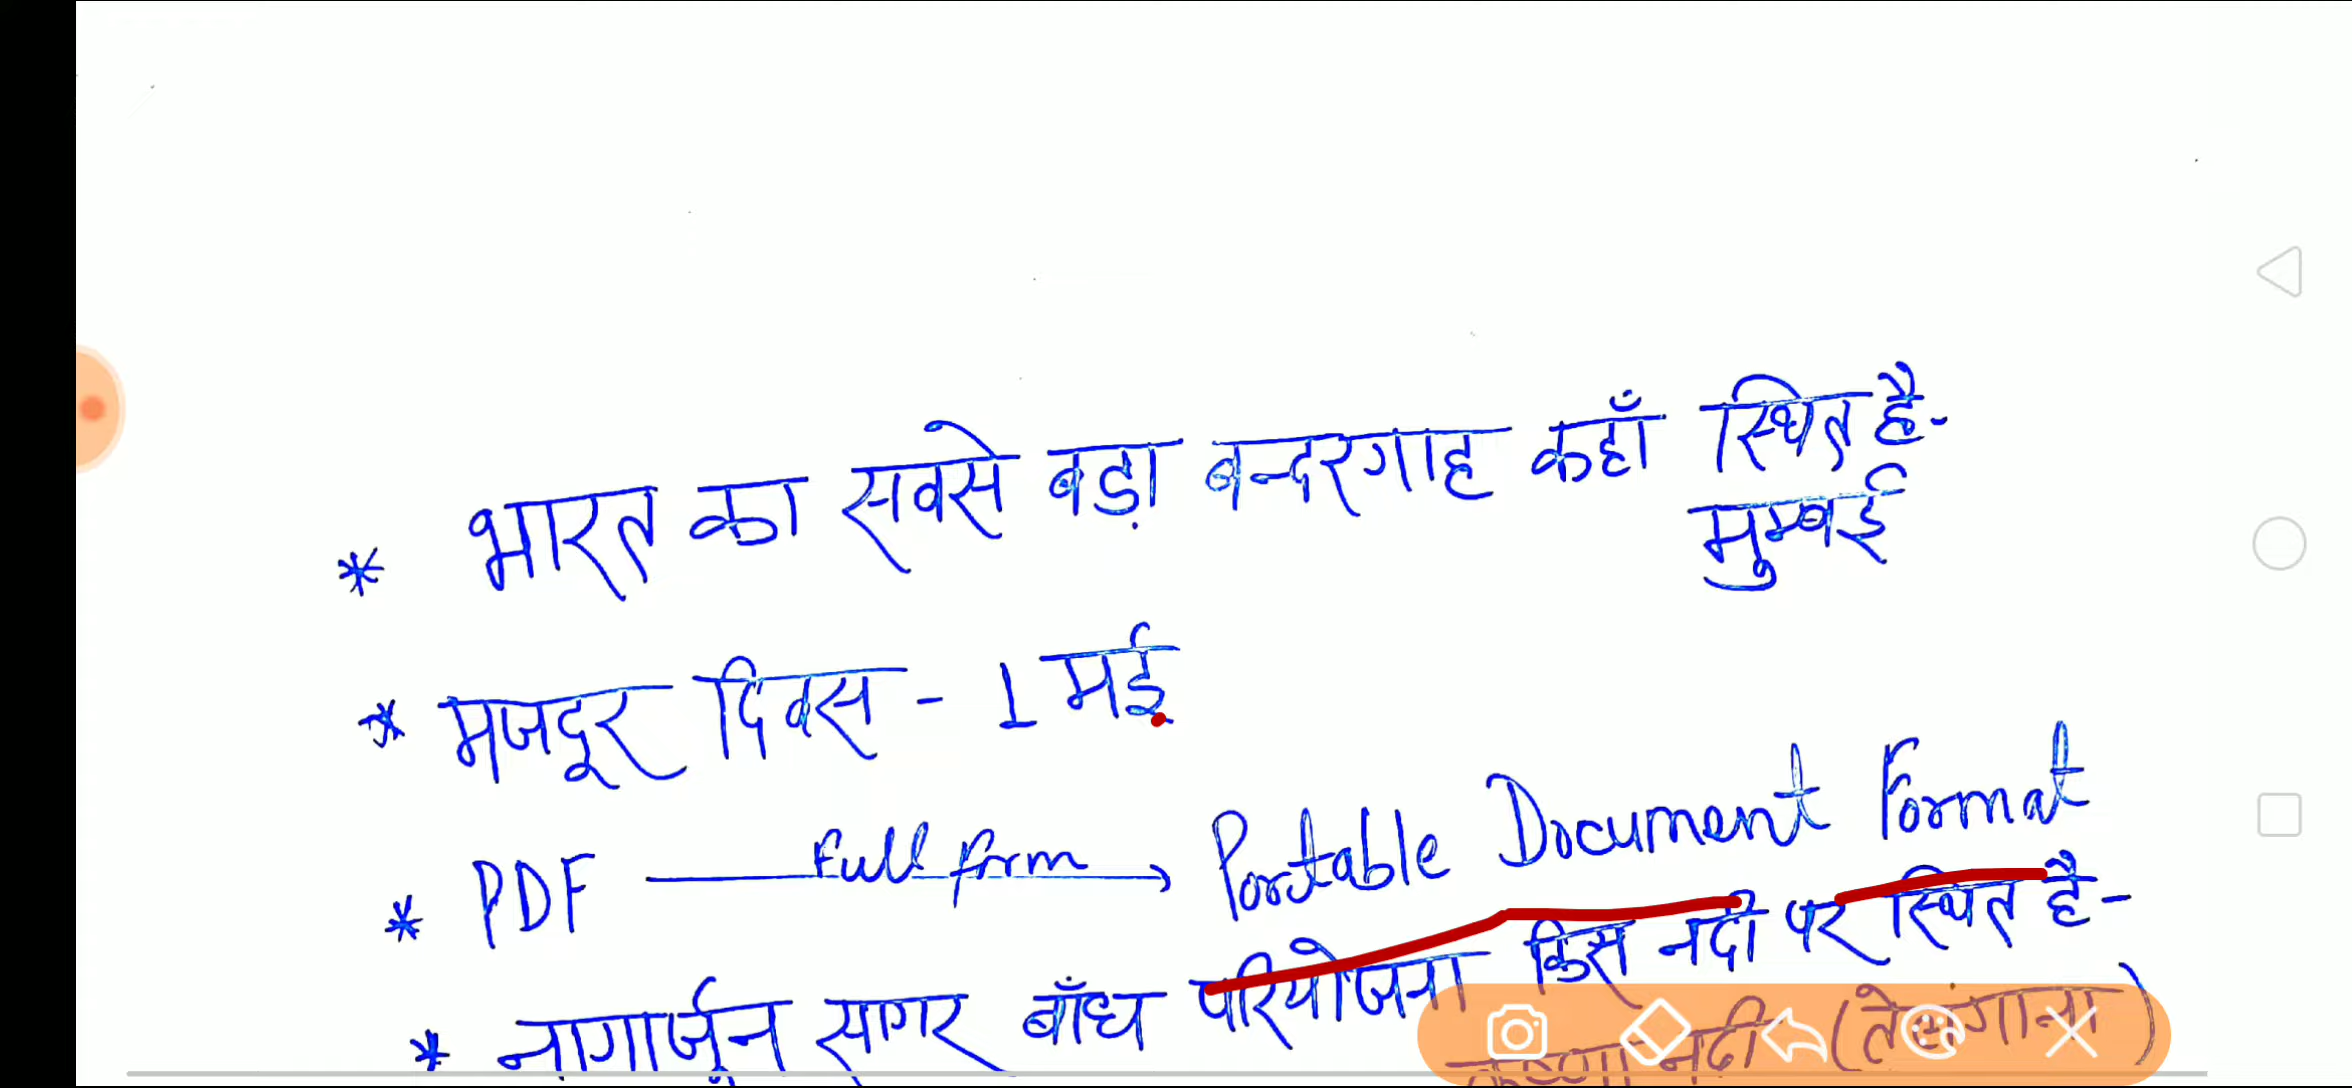 * भारत का सबसे बड़ा बन्दरगाह कहाँ स्थित है-
मुम्बई
* मजदूर दिवस - 1 मई
* PDF Full form → Portable Document Format
* नागार्जुन सागर बाँध परियोजना किस नदी पर स्थित है-
कृष्णा नदी (तेलंगाना)